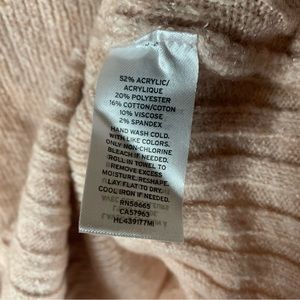 52% ACRYLIC/
ACRYLIQUE
20% POLYESTER
16% COTTON/COTON
10% VISCOSE
2% SPANDEX
HAND WASH COLD.
WITH LIKE COLORS.
ONLY NON-CHLORINE
BLEACH IF NEEDED.
ROLL IN TOWEL TO
REMOVE EXCESS
MOISTURE. RESHAPE.
LAY FLAT TO DRY.
COOL IRON IF NEEDED.
RN58665
CA57963
HL439177MI